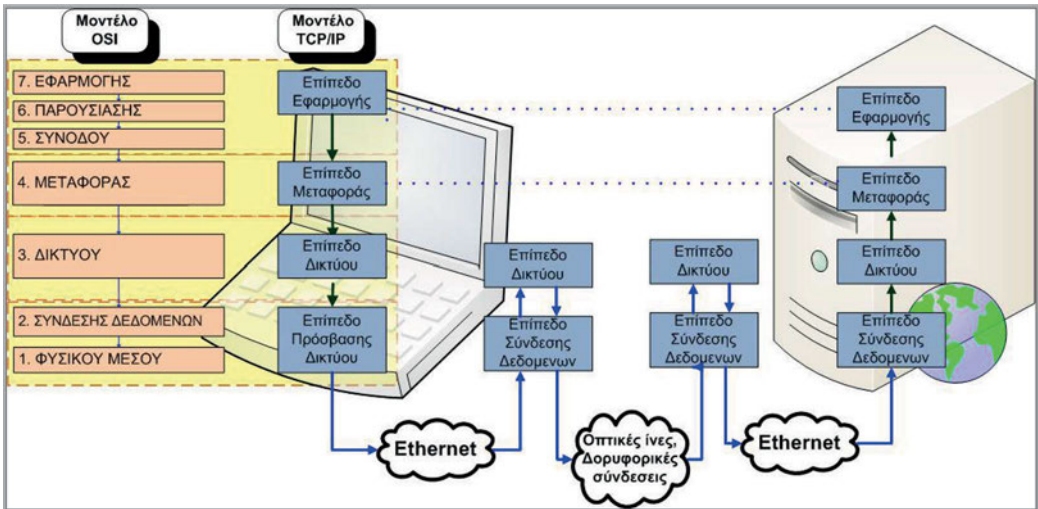 Μοντέλο
OSI
Μοντέλο
TCP/IP
7. ΕΦΑΡΜΟΓΗΣ
6. ΠΑΡΟΥΣΙΑΣΗΣ
5. ΣΥΝΟΔΟΥ
4. ΜΕΤΑΦΟΡΑΣ
3. ΔΙΚΤΥΟΥ
2. ΣΥΝΔΕΣΗΣ ΔΕΔΟΜΕΝΩΝ
1. ΦΥΣΙΚΟΥ ΜΕΣΟΥ
Επίπεδο
Εφαρμογής
Επίπεδο
Μεταφοράς
Επίπεδο
Δικτύου
Επίπεδο
Πρόσβασης
Δικτύου
Ethernet
Επίπεδο
Δικτύου
Επίπεδο
Σύνδεσης
Δεδομενων
Οπτικές ίνες,
Δορυφορικές
σύνδεσεις
Επίπεδο
Δικτύου
Επίπεδο
Σύνδεσης
Δεδομενων
Ethernet
Επίπεδο
Εφαρμογής
Επίπεδο
Μεταφοράς
Επίπεδο
Δικτύου
Επίπεδο
Σύνδεσης
Δεδομενων